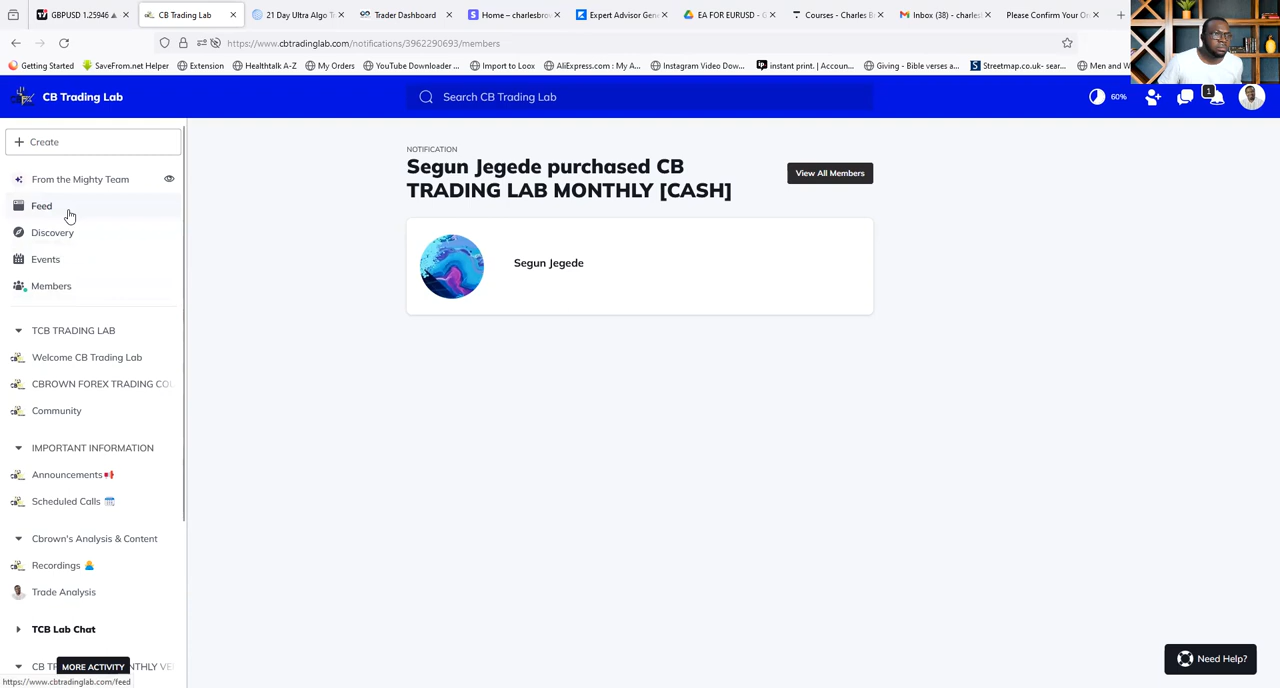 GBPUSD 1.25946
CB Trading Lab
21 Day Ultra Algo Tr
Trader Dashboard
Home – charlesbrow
Expert Advisor Gene
EA FOR EURUSD - G
Courses - Charles B
Inbox (38) - charles
Please Confirm Your O
https://www.cbtradinglab.com/notifications/3962290693/members
Getting Started
SaveFrom.net Helper
Extension
Healthtalk A-Z
My Orders
YouTube Downloader ...
Import to Loox
AliExpress.com : My A...
Instagram Video Dow...
instant print. | Accoun...
Giving - Bible verses a...
Streetmap.co.uk- sear...
Men and W
CB Trading Lab
Search CB Trading Lab
60%
1
Create
From the Mighty Team
Feed
Discovery
Events
Members
TCB TRADING LAB
Welcome CB Trading Lab
CBROWN FOREX TRADING COU
Community
IMPORTANT INFORMATION
Announcements
Scheduled Calls
Cbrown's Analysis & Content
Recordings
Trade Analysis
TCB Lab Chat
CB TR
MORE ACTIVITY
NTHLY VE
https://www.cbtradinglab.com/feed
NOTIFICATION
Segun Jegede purchased CB
TRADING LAB MONTHLY [CASH]
View All Members
Segun Jegede
Need Help?